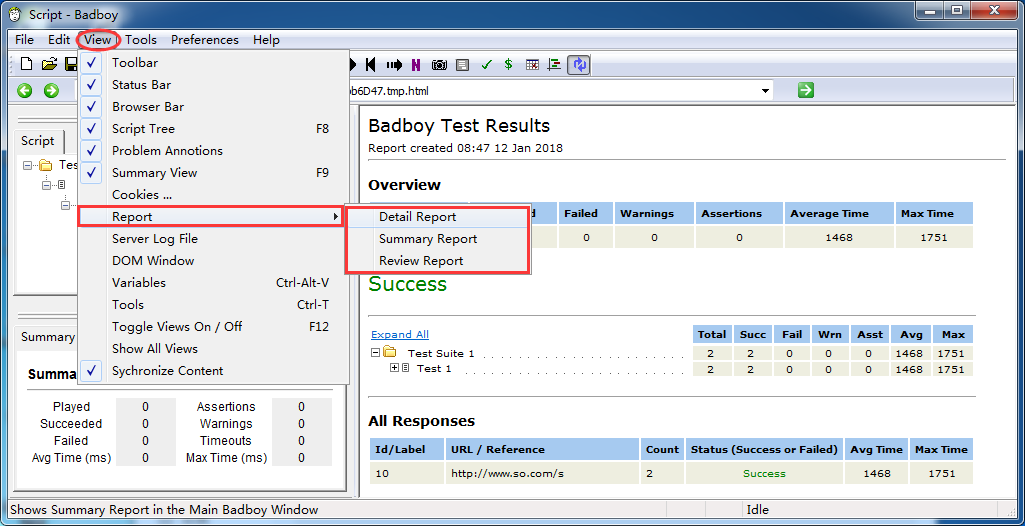 Script - Badboy
File Edit View Tools Preferences Help
b6D47.tmp.html
Toolbar
Status Bar
Browser Bar
Script Tree F8
Problem Annotions
Summary View F9
Cookies ...
Report
Server Log File
DOM Window
Variables Ctrl-Alt-V
Tools Ctrl-T
Toggle Views On / Off F12
Show All Views
Sychronize Content
Detail Report
Summary Report
Review Report
Script
Tes
Summary
Summa
Played 0 Assertions 0
Succeeded 0 Warnings 0
Failed 0 Timeouts 0
Avg Time (ms) 0 Max Time (ms) 0
Badboy Test Results
Report created 08:47 12 Jan 2018
Overview
d Failed Warnings Assertions Average Time Max Time
0 0 0 1468 1751
Success
Expand All
Total Succ Fail Wrn Asst Avg Max
Test Suite 1 . . . . . . . . . . . . . . . . . . . . . . 2 2 0 0 0 1468 1751
Test 1 . . . . . . . . . . . . . . . . . . . . . . . . 2 2 0 0 0 1468 1751
All Responses
Id/Label URL / Reference Count Status (Success or Failed) Avg Time Max Time
10 http://www.so.com/s 2 Success 1468 1751
Shows Summary Report in the Main Badboy Window Idle